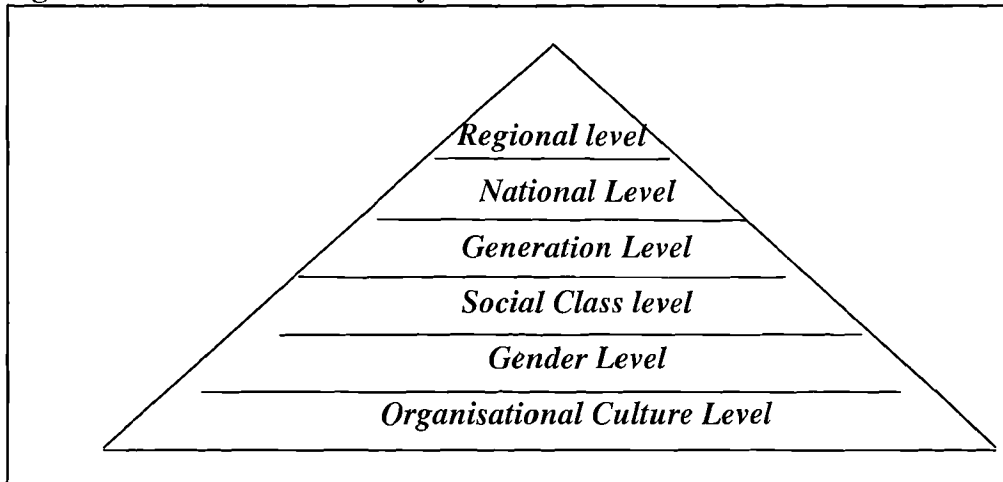 Regional level
National Level
Generation Level
Social Class level
Gender Level
Organisational Culture Level